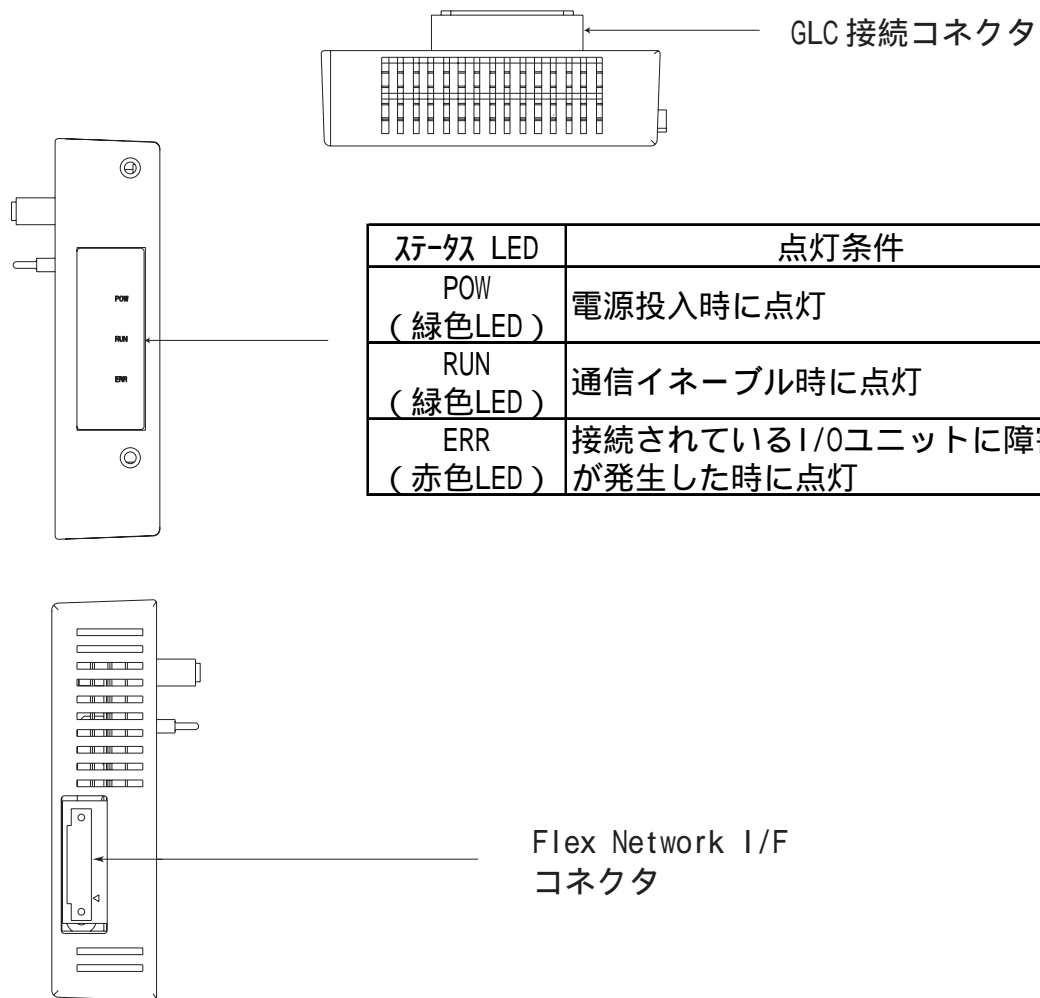 GLC接続コネクタ
ステータス LED 点灯条件
POW
(緑色LED)
電源投入時に点灯
RUN
(緑色LED)
通信イネーブル時に点灯
ERR
(赤色LED)
接続されているI/Oユニットに障害
が発生した時に点灯
POW
RUN
ERR
Flex Network I/F
コネクタ